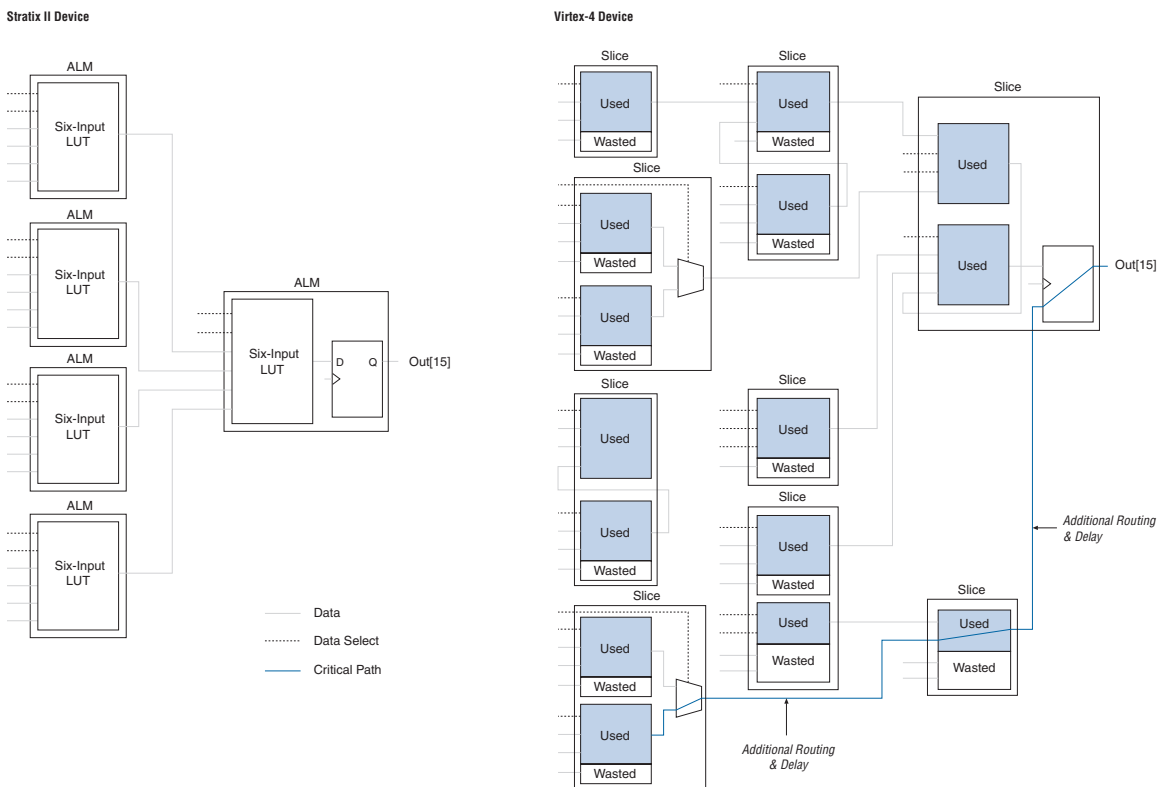 Stratix II Device
ALM
Six-Input
LUT
ALM
Six-Input
LUT
ALM
Six-Input
LUT
ALM
Six-Input
LUT
ALM
Six-Input
LUT
D Q
Out[15]
Data
Data Select
Critical Path
Virtex-4 Device
Slice
Used
Wasted
Slice
Used
Wasted
Used
Wasted
Slice
Used
Wasted
Used
Wasted
Slice
Used
Used
Out[15]
Used
Used
Wasted
Slice
Used
Wasted
Slice
Used
Wasted
Used
Wasted
Slice
Used
Wasted
Used
Wasted
Slice
Used
Wasted
Additional Routing
& Delay
Additional Routing
& Delay